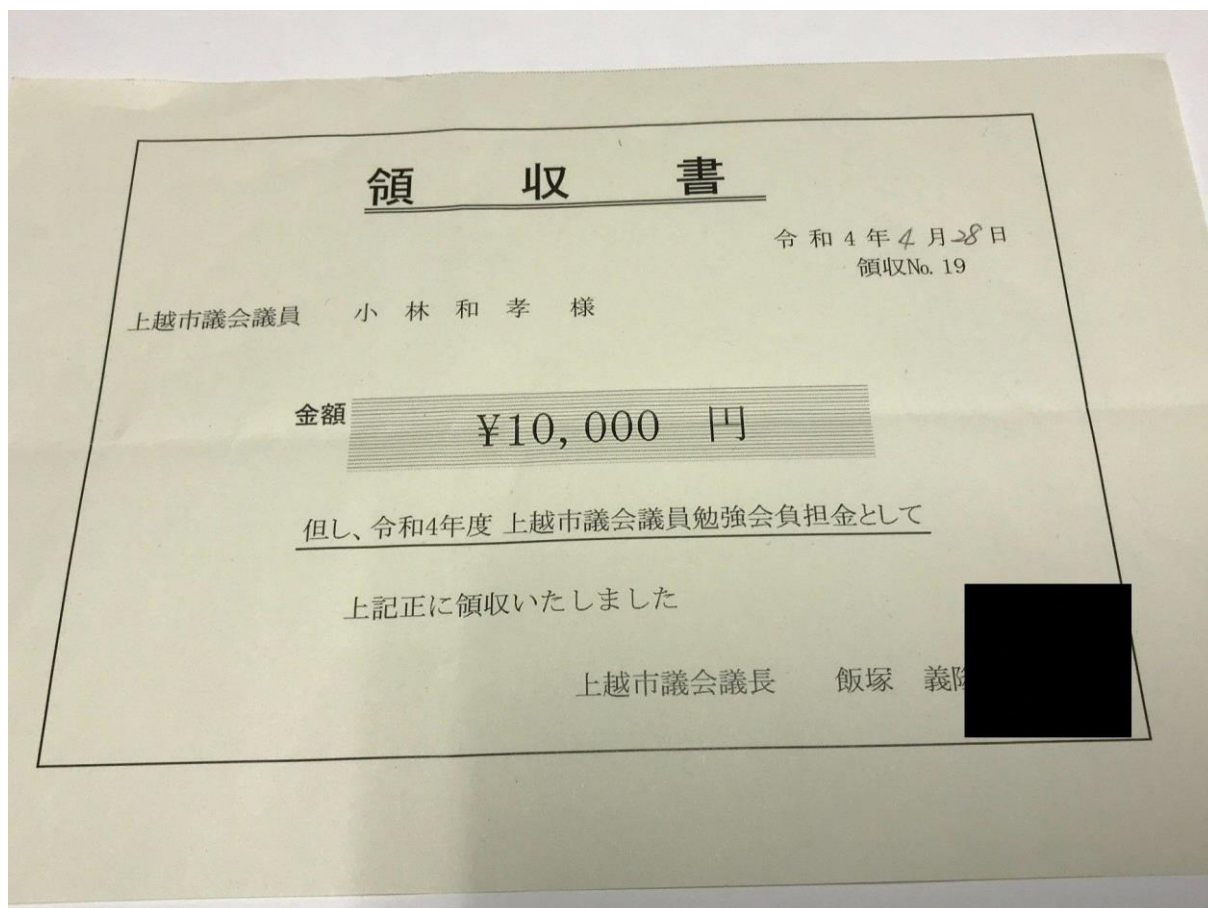 領 収 書
令和4年4月28日
領収No. 19
上越市議会議員 小林和孝 様
金額 ¥10,000 円
但し、令和4年度 上越市議会議員勉強会負担金として
上記正に領収いたしました
上越市議会議長 飯塚 義